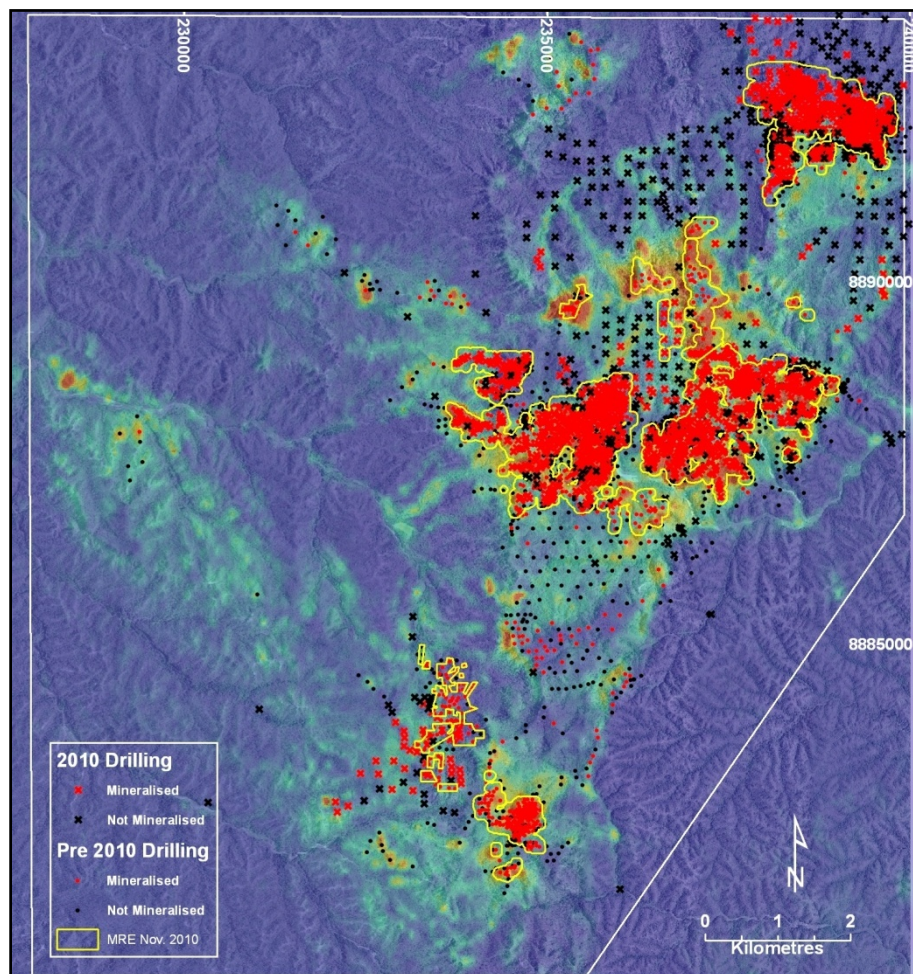 230000
235000
240000
8890000
8885000
2010 Drilling
Mineralised
Not Mineralised
Pre 2010 Drilling
Mineralised
Not Mineralised
MRE Nov. 2010
N
0 1 2
Kilometres